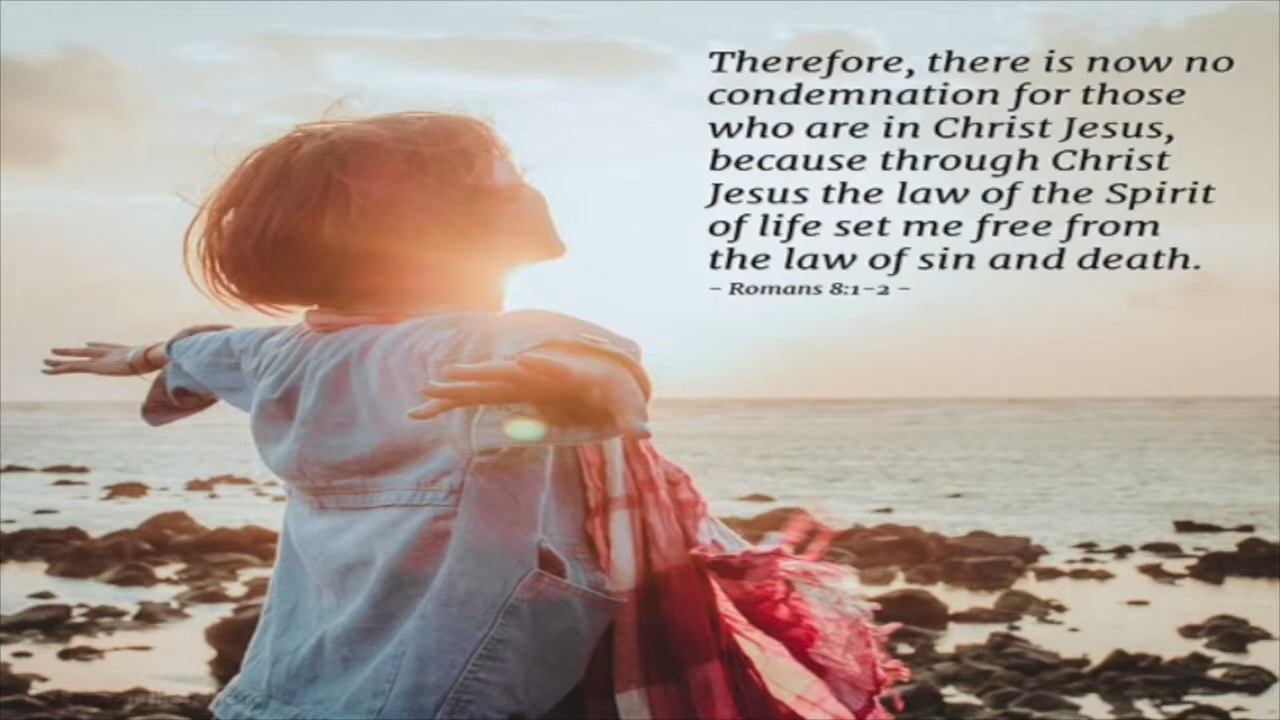 Therefore, there is now no
condemnation for those
who are in Christ Jesus,
because through Christ
Jesus the law of the Spirit
of life set me free from
the law of sin and death.
– Romans 8:1–2 –